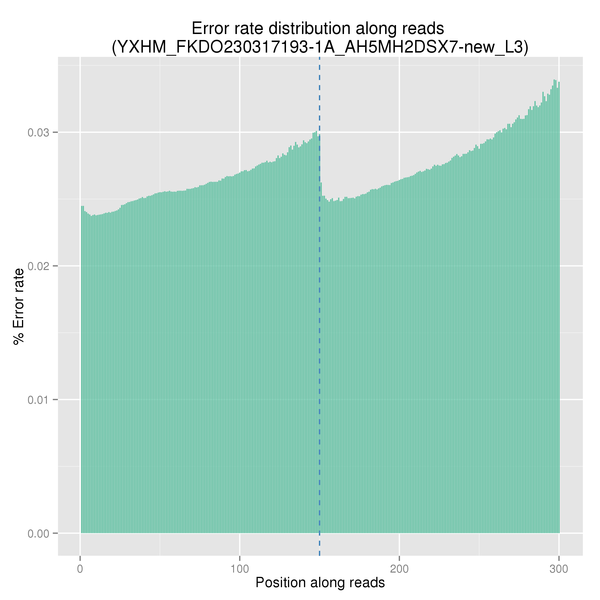 Error rate distribution along reads
(YXHM_FKDO230317193-1A_AH5MH2DSX7-new_L3)
% Error rate
0.03
0.02
0.01
0.00
0
100
200
300
Position along reads